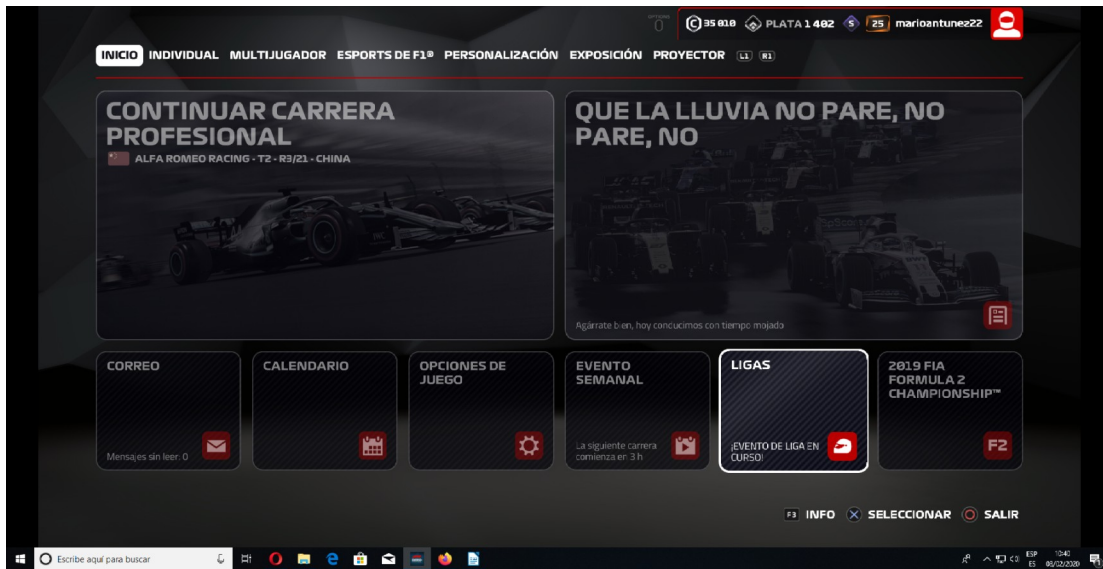 OPTIONS
35 010 PLATA 1 402 S 25 marioantunez22
INICIO INDIVIDUAL MULTIJUGADOR ESPORTS DE F1® PERSONALIZACIÓN EXPOSICIÓN PROYECTOR L1 R1
CONTINUAR CARRERA
PROFESIONAL
ALFA ROMEO RACING - T2 - R3/21 - CHINA
QUE LA LLUVIA NO PARE, NO
PARE, NO
Agárrate bien, hoy conducimos con tiempo mojado
CORREO
Mensajes sin leer: 0
CALENDARIO
OPCIONES DE
JUEGO
EVENTO
SEMANAL
La siguiente carrera
comienza en 3 h
LIGAS
¡EVENTO DE LIGA EN
CURSO!
2019 FIA
FORMULA 2
CHAMPIONSHIP™
F2
F3 INFO SELECCIONAR SALIR
Escribe aquí para buscar
ESP 10:40
ES 08/02/2020